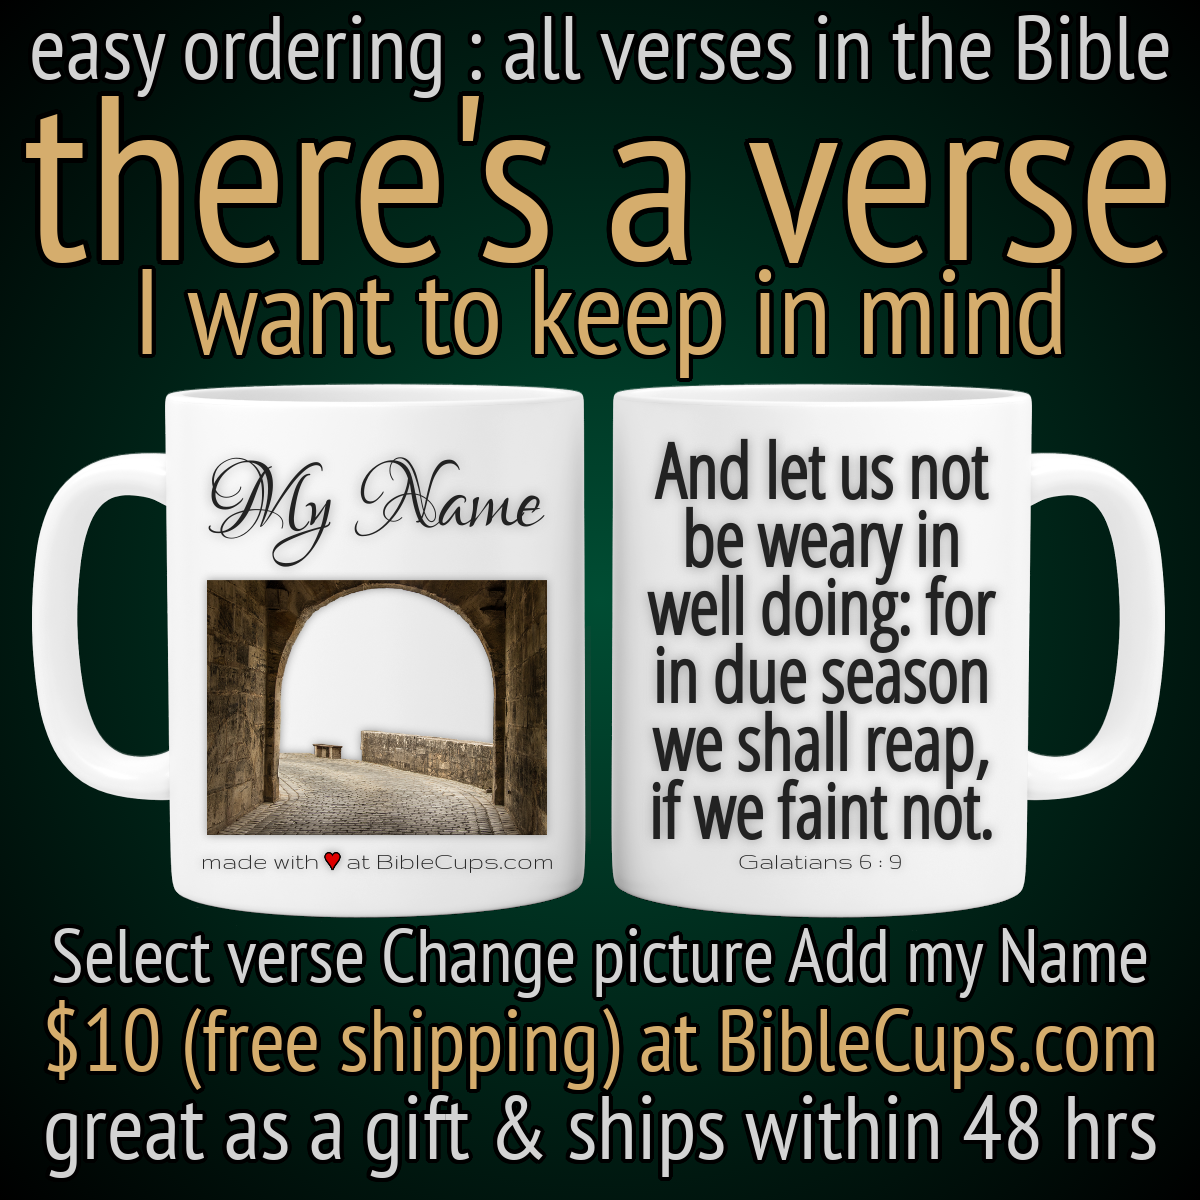 easy ordering : all verses in the Bible
there's a verse
I want to keep in mind
My Name
made with at BibleCups.com
And let us not
be weary in
well doing: for
in due season
we shall reap,
if we faint not.
Galatians 6 : 9
Select verse Change picture Add my Name
$10 (free shipping) at BibleCups.com
great as a gift & ships within 48 hrs